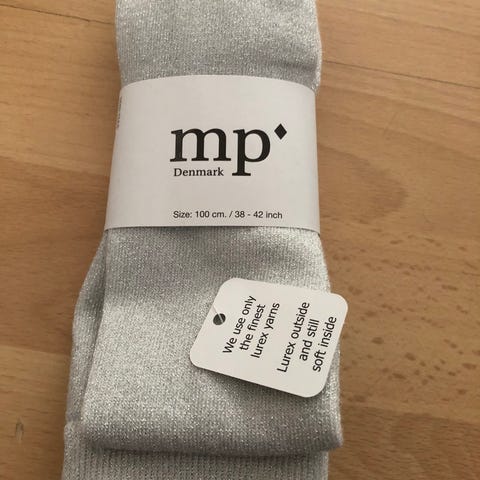 mp
Denmark
Size: 100 cm. / 38 - 42 inch
We use only
the finest
lurex yarns
Lurex outside
and still
soft inside